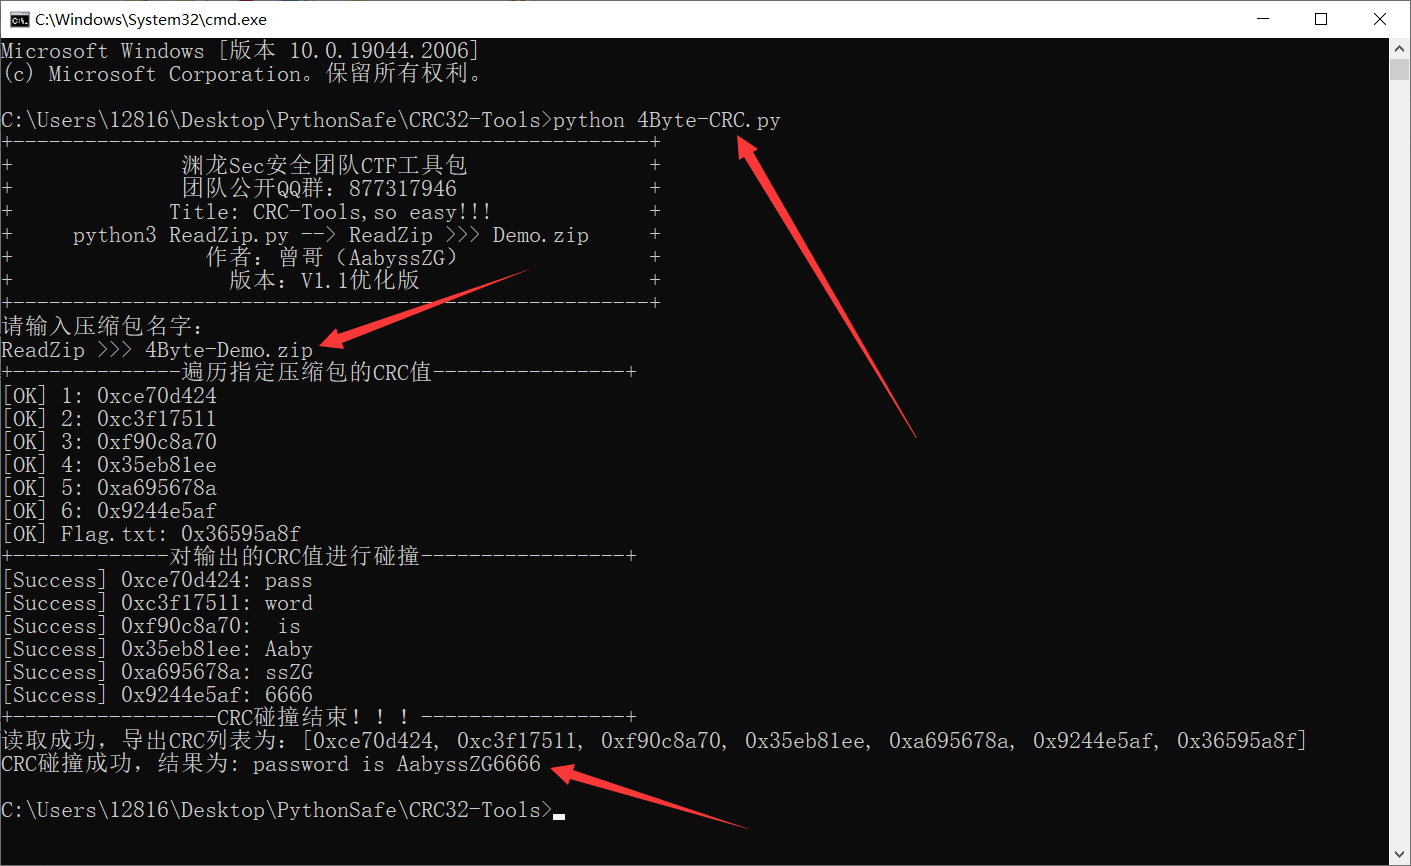 C:\Windows\System32\cmd.exe
Microsoft Windows [版本 10.0.19044.2006]
(c) Microsoft Corporation。保留所有权利。
C:\Users\12816\Desktop\PythonSafe\CRC32-Tools>python 4Byte-CRC.py
+-----------------------------------------------------+
+ 渊龙Sec安全团队CTF工具包 +
+ 团队公开QQ群：877317946 +
+ Title: CRC-Tools,so easy!!! +
+ python3 ReadZip.py --> ReadZip >>> Demo.zip +
+ 作者：曾哥（AabyssZG） +
+ 版本：V1.1优化版 +
+-----------------------------------------------------+
请输入压缩包名字：
ReadZip >>> 4Byte-Demo.zip
+--------------遍历指定压缩包的CRC值----------------+
[OK] 1: 0xce70d424
[OK] 2: 0xc3f17511
[OK] 3: 0xf90c8a70
[OK] 4: 0x35eb81ee
[OK] 5: 0xa695678a
[OK] 6: 0x9244e5af
[OK] Flag.txt: 0x36595a8f
+-------------对输出的CRC值进行碰撞-----------------+
[Success] 0xce70d424: pass
[Success] 0xc3f17511: word
[Success] 0xf90c8a70:  is
[Success] 0x35eb81ee: Aaby
[Success] 0xa695678a: ssZG
[Success] 0x9244e5af: 6666
+-----------------CRC碰撞结束！！！-----------------+
读取成功，导出CRC列表为：[0xce70d424, 0xc3f17511, 0xf90c8a70, 0x35eb81ee, 0xa695678a, 0x9244e5af, 0x36595a8f]
CRC碰撞成功，结果为: password is AabyssZG6666
C:\Users\12816\Desktop\PythonSafe\CRC32-Tools>